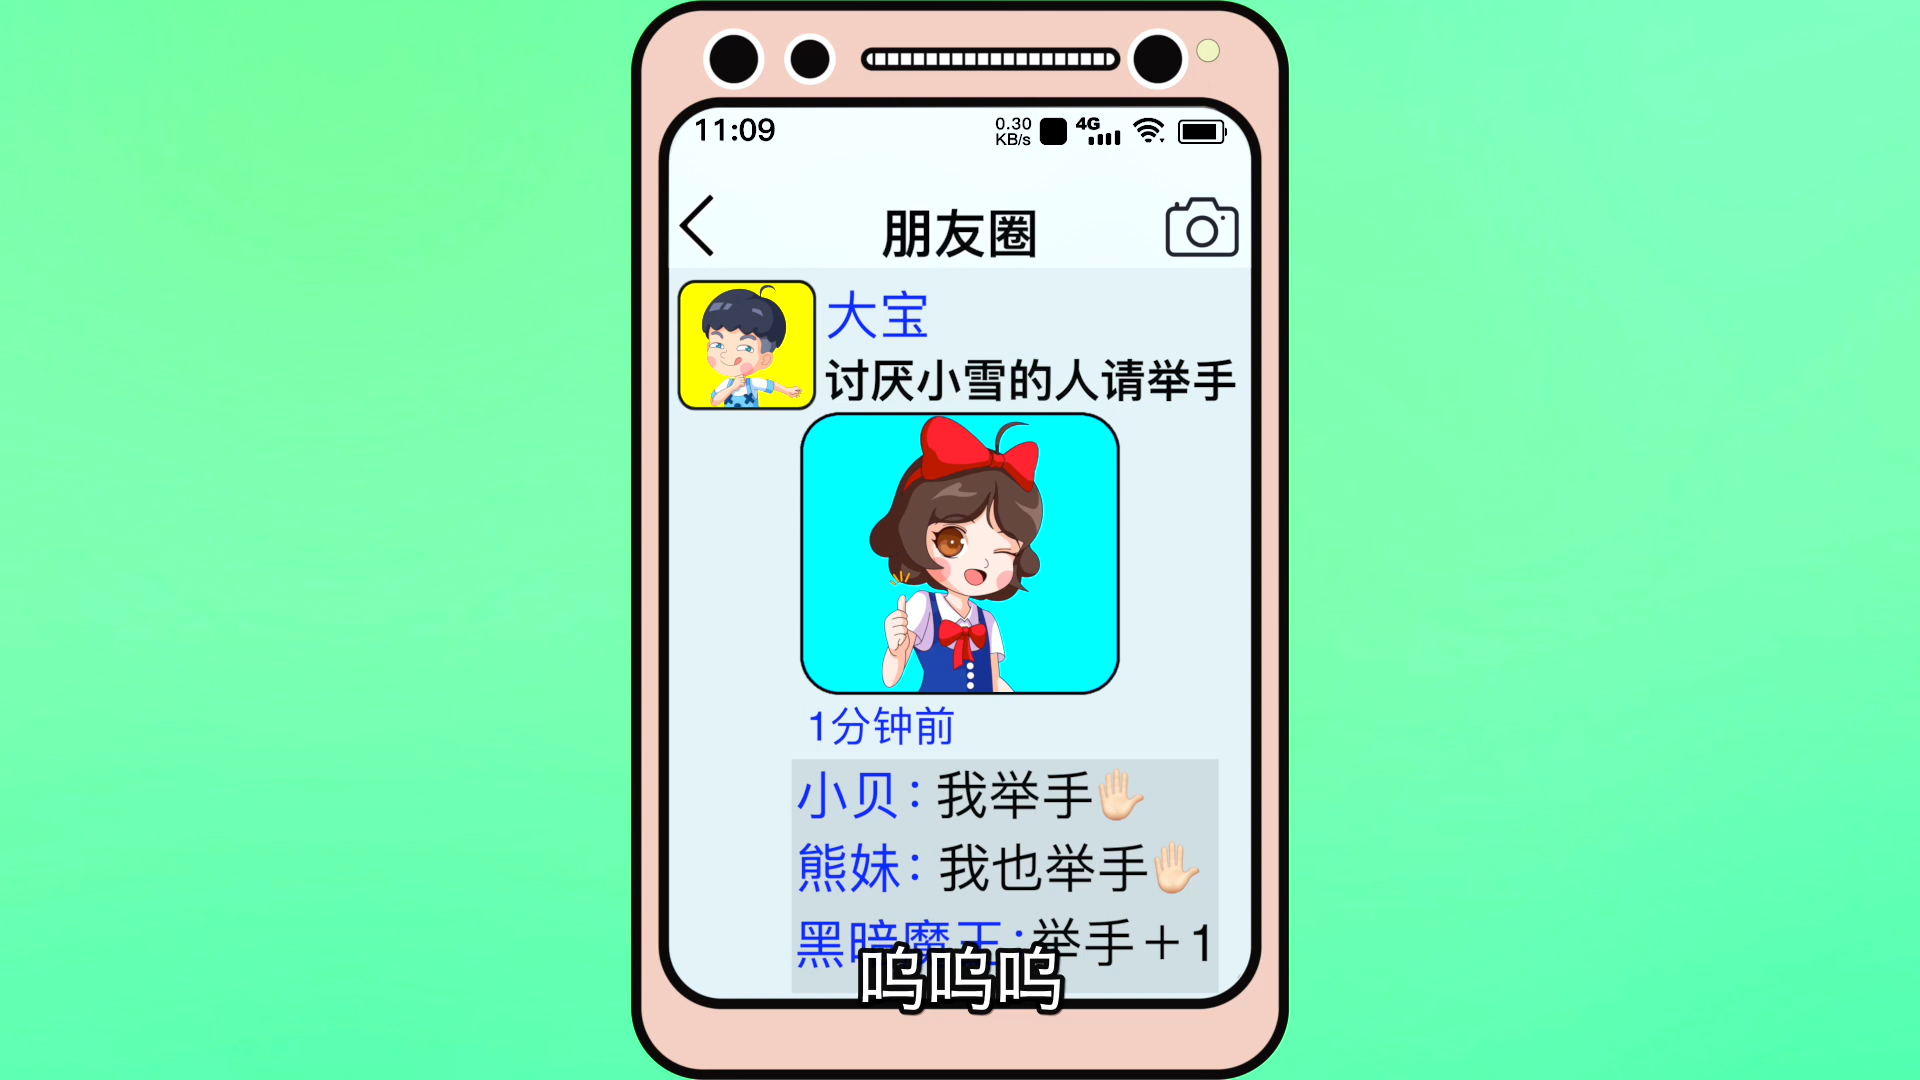 11:09
0.30
KB/s
4G
朋友圈
大宝
讨厌小雪的人请举手
1分钟前
小贝：我举手✋🏻
熊妹：我也举手✋🏻
黑暗魔王：举手＋1
呜呜呜